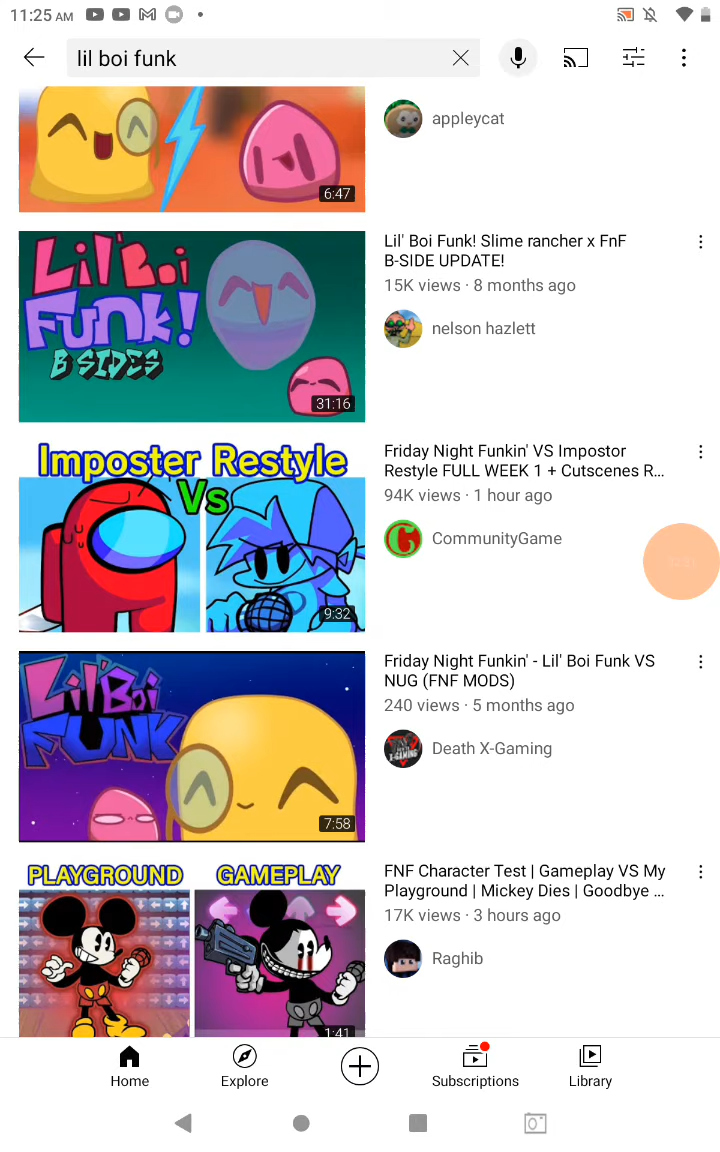 11:25 AM
lil boi funk
appleycat
6:47
Lil' Boi
Funk!
B SIDES
31:16
Lil' Boi Funk! Slime rancher x FnF
B-SIDE UPDATE!
15K views · 8 months ago
nelson hazlett
Imposter Restyle
Vs
9:32
Friday Night Funkin' VS Impostor
Restyle FULL WEEK 1 + Cutscenes R...
94K views · 1 hour ago
CommunityGame
Lil' Boi
FUNK
7:58
Friday Night Funkin' - Lil' Boi Funk VS
NUG (FNF MODS)
240 views · 5 months ago
Death X-Gaming
PLAYGROUND GAMEPLAY
1:41
FNF Character Test | Gameplay VS My
Playground | Mickey Dies | Goodbye ...
17K views · 3 hours ago
Raghib
Home
Explore
Subscriptions
Library